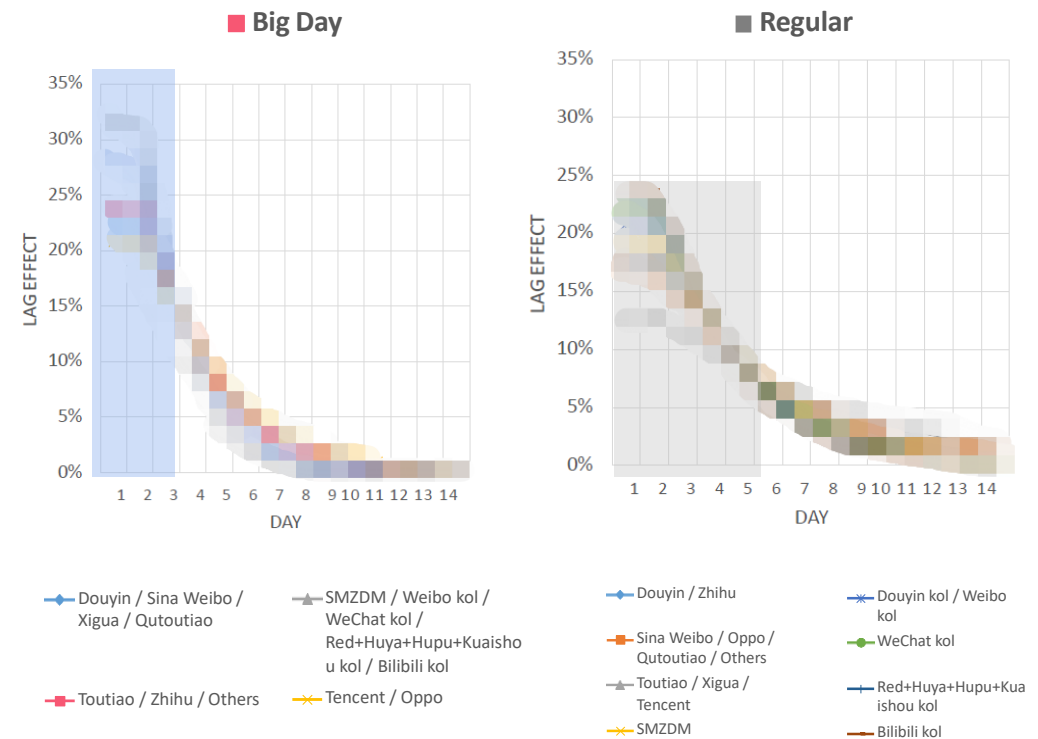 Big Day
35%
30%
25%
20%
15%
10%
5%
0%
LAG EFFECT
1 2 3 4 5 6 7 8 9 10 11 12 13 14
DAY
Douyin / Sina Weibo /
Xigua / Qutoutiao
SMZDM / Weibo kol /
WeChat kol /
Red+Huya+Hupu+Kuaisho
u kol / Bilibili kol
Toutiao / Zhihu / Others
Tencent / Oppo
Regular
35%
30%
25%
20%
15%
10%
5%
0%
LAG EFFECT
1 2 3 4 5 6 7 8 9 10 11 12 13 14
DAY
Douyin / Zhihu
Douyin kol / Weibo
kol
Sina Weibo / Oppo /
Qutoutiao / Others
WeChat kol
Toutiao / Xigua /
Tencent
Red+Huya+Hupu+Kua
ishou kol
SMZDM
Bilibili kol